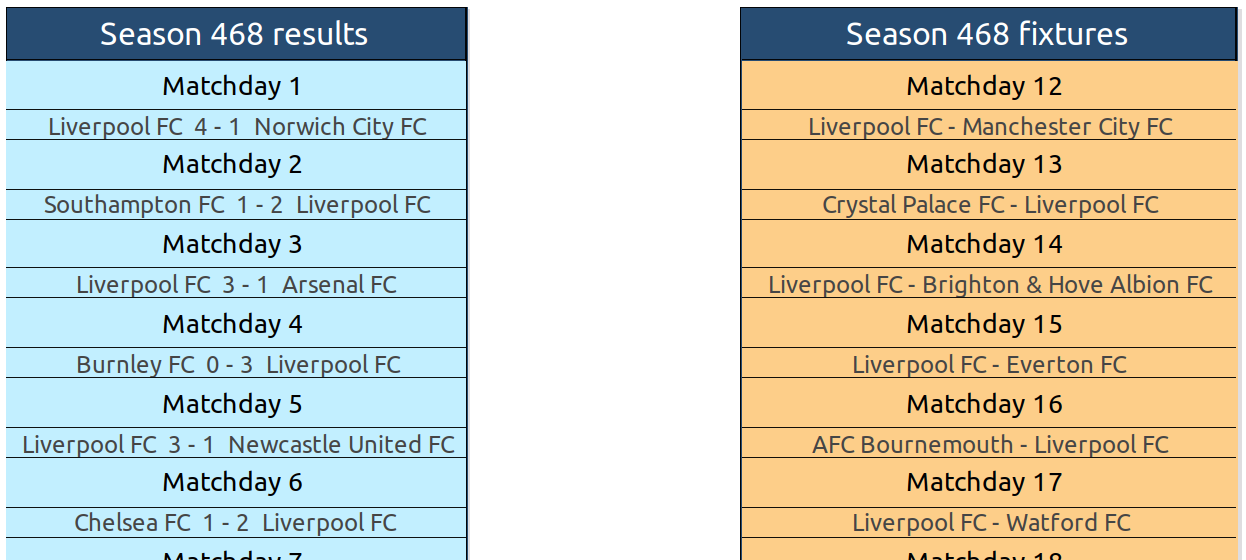 Season 468 results
Matchday 1
Liverpool FC 4 - 1 Norwich City FC
Matchday 2
Southampton FC 1 - 2 Liverpool FC
Matchday 3
Liverpool FC 3 - 1 Arsenal FC
Matchday 4
Burnley FC 0 - 3 Liverpool FC
Matchday 5
Liverpool FC 3 - 1 Newcastle United FC
Matchday 6
Chelsea FC 1 - 2 Liverpool FC
Matchday 7
Season 468 fixtures
Matchday 12
Liverpool FC - Manchester City FC
Matchday 13
Crystal Palace FC - Liverpool FC
Matchday 14
Liverpool FC - Brighton & Hove Albion FC
Matchday 15
Liverpool FC - Everton FC
Matchday 16
AFC Bournemouth - Liverpool FC
Matchday 17
Liverpool FC - Watford FC
Matchday 18